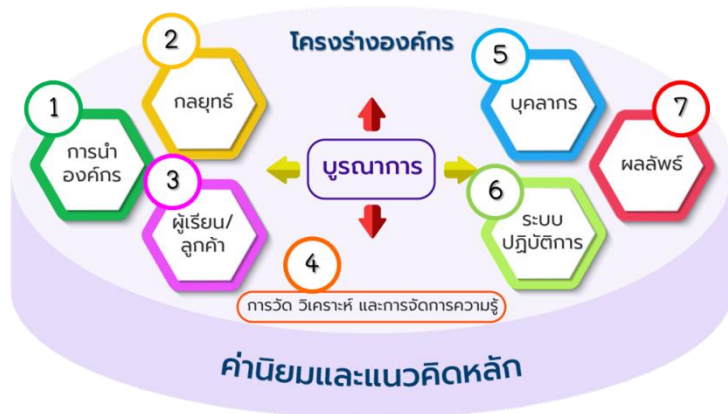 โครงร่างองค์กร
1
การนำ
องค์กร
2
กลยุทธ์
3
ผู้เรียน/
ลูกค้า
บูรณาการ
4
การวัด วิเคราะห์ และการจัดการความรู้
5
บุคลากร
6
ระบบ
ปฏิบัติการ
7
ผลลัพธ์
ค่านิยมและแนวคิดหลัก